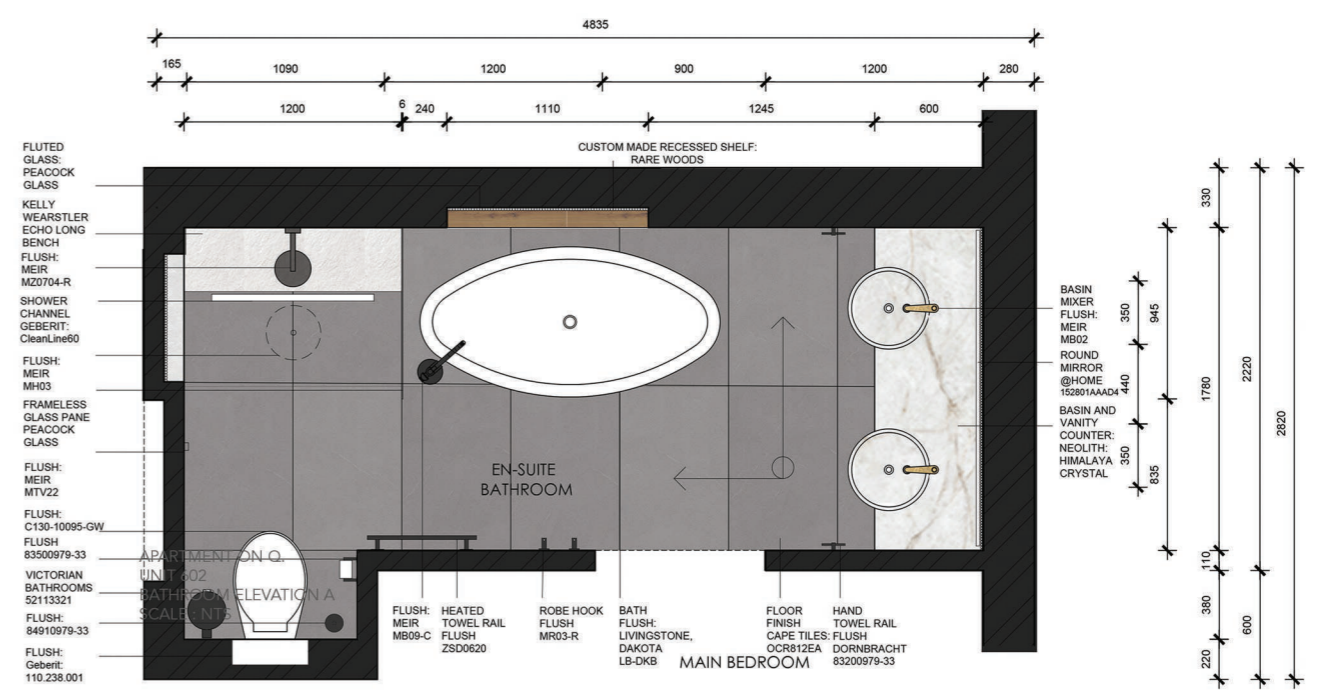 4835
165
1090
1200
900
1200
280
1200
6
240
1110
1245
600
FLUTED
GLASS:
PEACOCK
GLASS
KELLY
WEARSTLER
ECHO LONG
BENCH
FLUSH:
MEIR
MZ0704-R
SHOWER
CHANNEL
GEBERIT:
CleanLine60
FLUSH:
MEIR
MH03
FRAMELESS
GLASS PANE
PEACOCK
GLASS
FLUSH:
MEIR
MTV22
FLUSH:
C130-10095-GW
FLUSH
83500979-33
VICTORIAN
BATHROOMS
52113321
FLUSH:
84910979-33
FLUSH:
Geberit:
110.238.001
CUSTOM MADE RECESSED SHELF:
RARE WOODS
EN-SUITE
BATHROOM
APARTMENT ON Q.
UNIT 602
BATHROOM ELEVATION A
SCALE : NTS
FLUSH:
MEIR
MB09-C
HEATED
TOWEL RAIL
FLUSH
ZSD0620
ROBE HOOK
FLUSH
MR03-R
BATH
FLUSH:
LIVINGSTONE,
DAKOTA
LB-DKB
MAIN BEDROOM
FLOOR
FINISH
CAPE TILES:
OCR812EA
HAND
TOWEL RAIL
FLUSH
DORNBRACHT
83200979-33
BASIN
MIXER
FLUSH:
MEIR
MB02
ROUND
MIRROR
@HOME
152801AAAD4
BASIN AND
VANITY
COUNTER:
NEOLITH:
HIMALAYA
CRYSTAL
350
440
350
945
835
330
1780
110
380
220
2220
600
2820